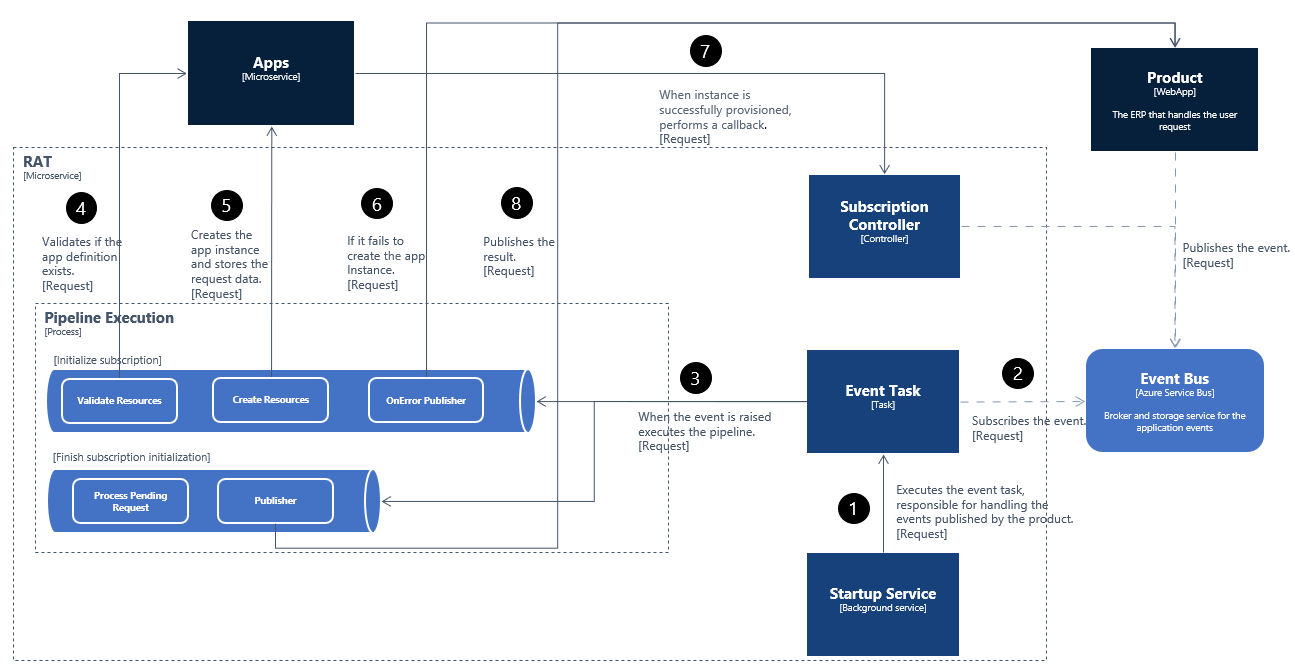 Apps
[Microservice]
7
When instance is
successfully provisioned,
performs a callback.
[Request]
Product
[WebApp]
The ERP that handles the user
request
RAT
[Microservice]
4
Validates if the
app definition
exists.
[Request]
5
Creates the
app instance
and stores the
request data.
[Request]
6
If it fails to
create the app
Instance.
[Request]
8
Publishes the
result.
[Request]
Subscription
Controller
[Controller]
Publishes the event.
[Request]
Pipeline Execution
[Process]
[Initialize subscription]
Validate Resources
Create Resources
OnError Publisher
3
When the event is raised
executes the pipeline.
[Request]
Event Task
[Task]
2
Subscribes the event.
[Request]
Event Bus
[Azure Service Bus]
Broker and storage service for the
application events
[Finish subscription initialization]
Process Pending
Request
Publisher
1
Executes the event task,
responsible for handling the
events published by the product.
[Request]
Startup Service
[Background service]